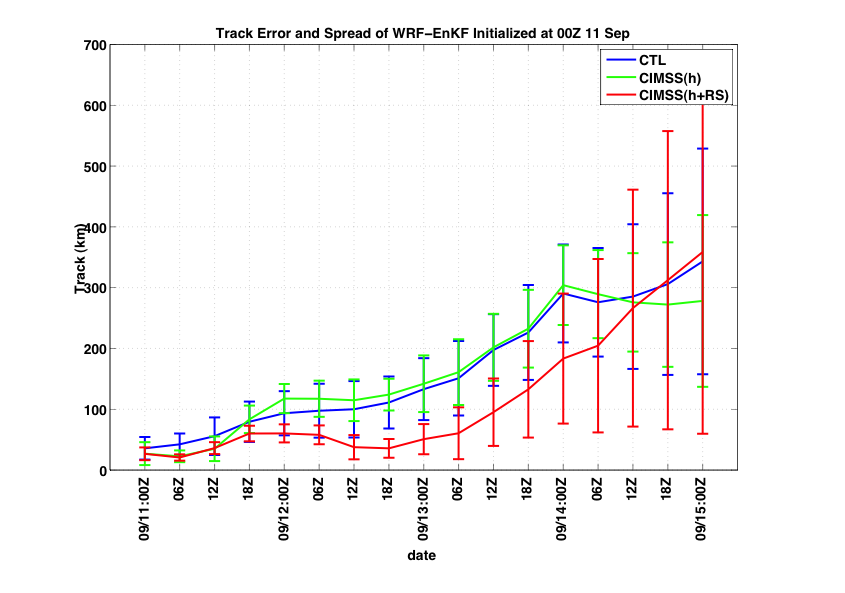 Track Error and Spread of WRF−EnKF Initialized at 00Z 11 Sep
CTL
CIMSS(h)
CIMSS(h+RS)
700
600
500
400
300
200
100
0
Track (km)
09/11:00Z
06Z
12Z
18Z
09/12:00Z
06Z
12Z
18Z
09/13:00Z
06Z
12Z
18Z
09/14:00Z
06Z
12Z
18Z
09/15:00Z
date